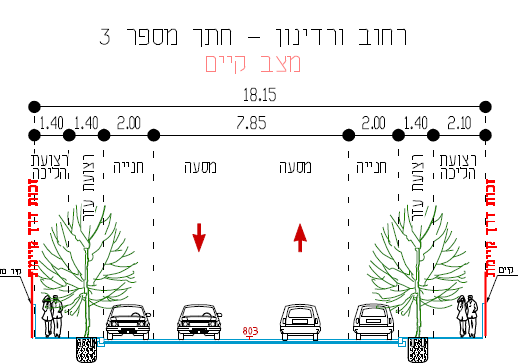 רחוב ורדינון - חתך מספר 3
מצב קיים
18.15
1.40 1.40 2.00 7.85 2.00 1.40 2.10
רצועת הליכה
רצועת עזר
חנייה
מסעה
מסעה
חנייה
רצועת עזר
רצועת הליכה
זכות דרך קיימת
זכות דרך קיימת
קיים
803